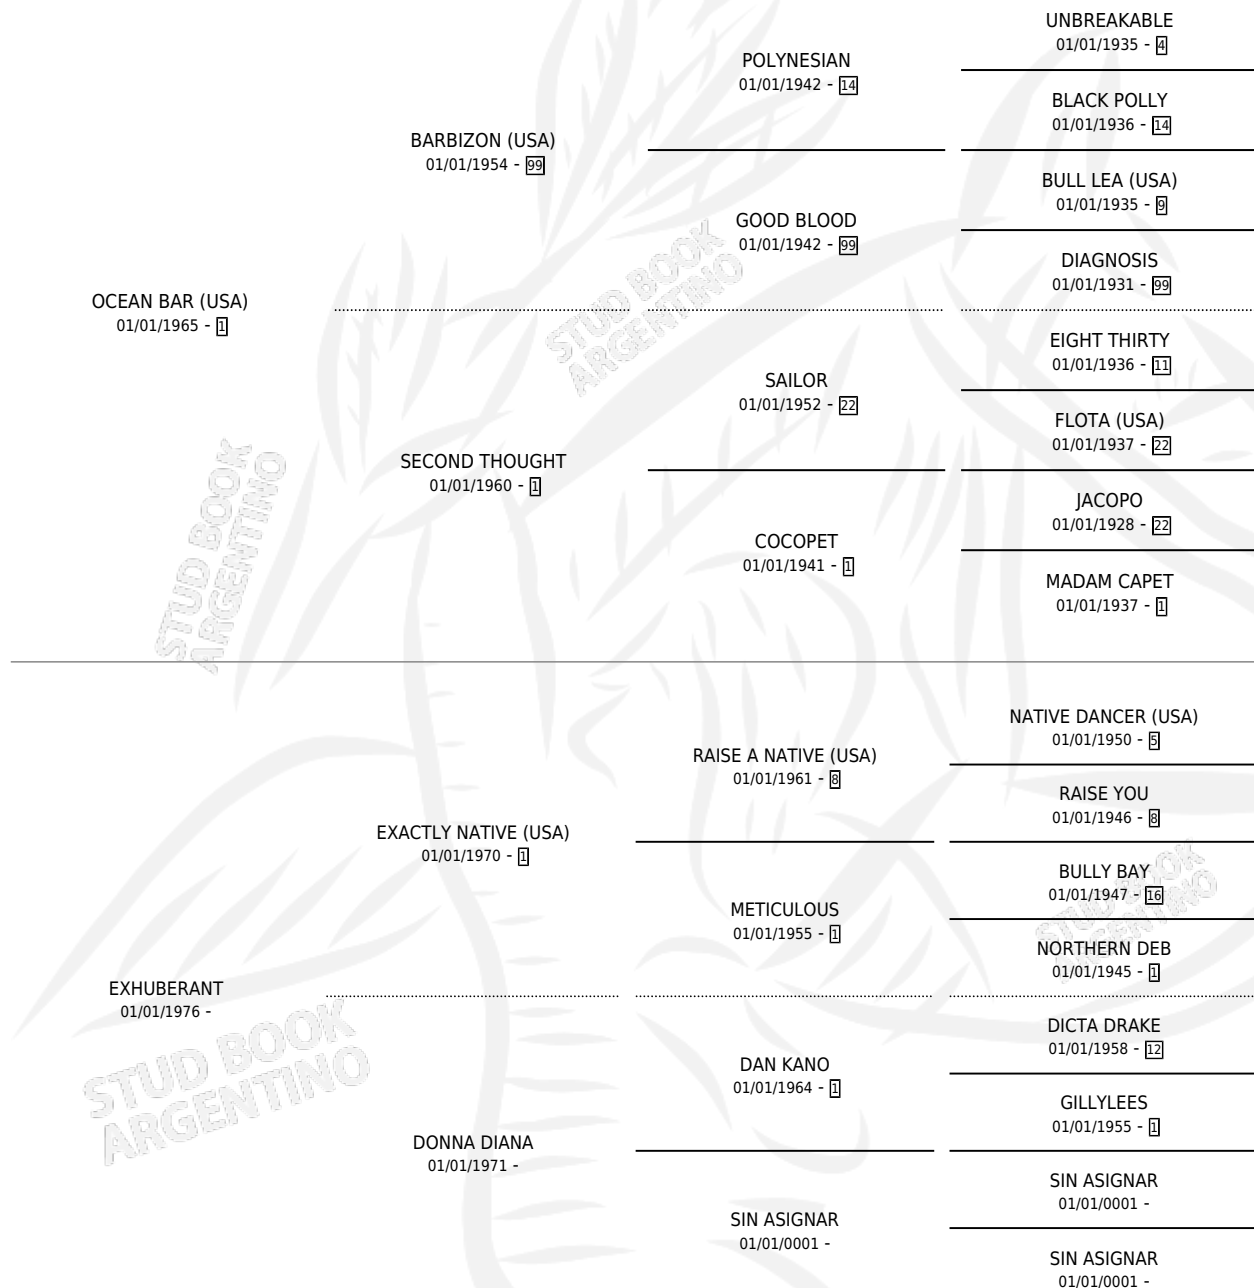 OCEAN BAR (USA)
01/01/1965 - 1
BARBIZON (USA)
01/01/1954 - 99
POLYNESIAN
01/01/1942 - 14
UNBREAKABLE
01/01/1935 - 4
BLACK POLLY
01/01/1936 - 14
GOOD BLOOD
01/01/1942 - 99
BULL LEA (USA)
01/01/1935 - 9
DIAGNOSIS
01/01/1931 - 99
SECOND THOUGHT
01/01/1960 - 1
SAILOR
01/01/1952 - 22
EIGHT THIRTY
01/01/1936 - 11
FLOTA (USA)
01/01/1937 - 22
COCOPET
01/01/1941 - 1
JACOPO
01/01/1928 - 22
MADAM CAPET
01/01/1937 - 1
EXHUBERANT
01/01/1976 -
EXACTLY NATIVE (USA)
01/01/1970 - 1
RAISE A NATIVE (USA)
01/01/1961 - 8
NATIVE DANCER (USA)
01/01/1950 - 5
RAISE YOU
01/01/1946 - 8
METICULOUS
01/01/1955 - 1
BULLY BAY
01/01/1947 - 16
NORTHERN DEB
01/01/1945 - 1
DONNA DIANA
01/01/1971 -
DAN KANO
01/01/1964 - 1
DICTA DRAKE
01/01/1958 - 12
GILLYLEES
01/01/1955 - 1
SIN ASIGNAR
01/01/0001 -
SIN ASIGNAR
01/01/0001 -
SIN ASIGNAR
01/01/0001 -
STUD BOOK
ARGENTINO
STUD BOOK
ARGENTINO
STUD BOOK
ARGENTINO
STUD BOOK
ARGENTINO